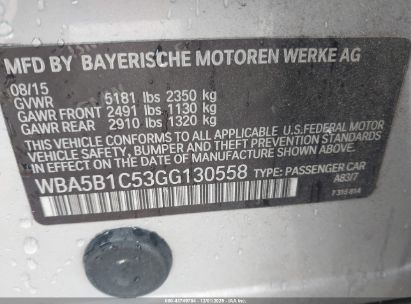 MFD BY BAYERISCHE MOTOREN WERKE AG
08/15
GVWR 5181 lbs 2350 kg
GAWR FRONT 2491 lbs 1130 kg
GAWR REAR 2910 lbs 1320 kg
THIS VEHICLE CONFORMS TO ALL APPLICABLE U.S.FEDERAL MOTOR
VEHICLE SAFETY, BUMPER AND THEFT PREVENTION STANDARDS
IN EFFECT ON THE DATE OF MANUFACTURE SHOWN ABOVE.
WBA5B1C53GG130558 TYPE: PASSENGER CAR
A83/7